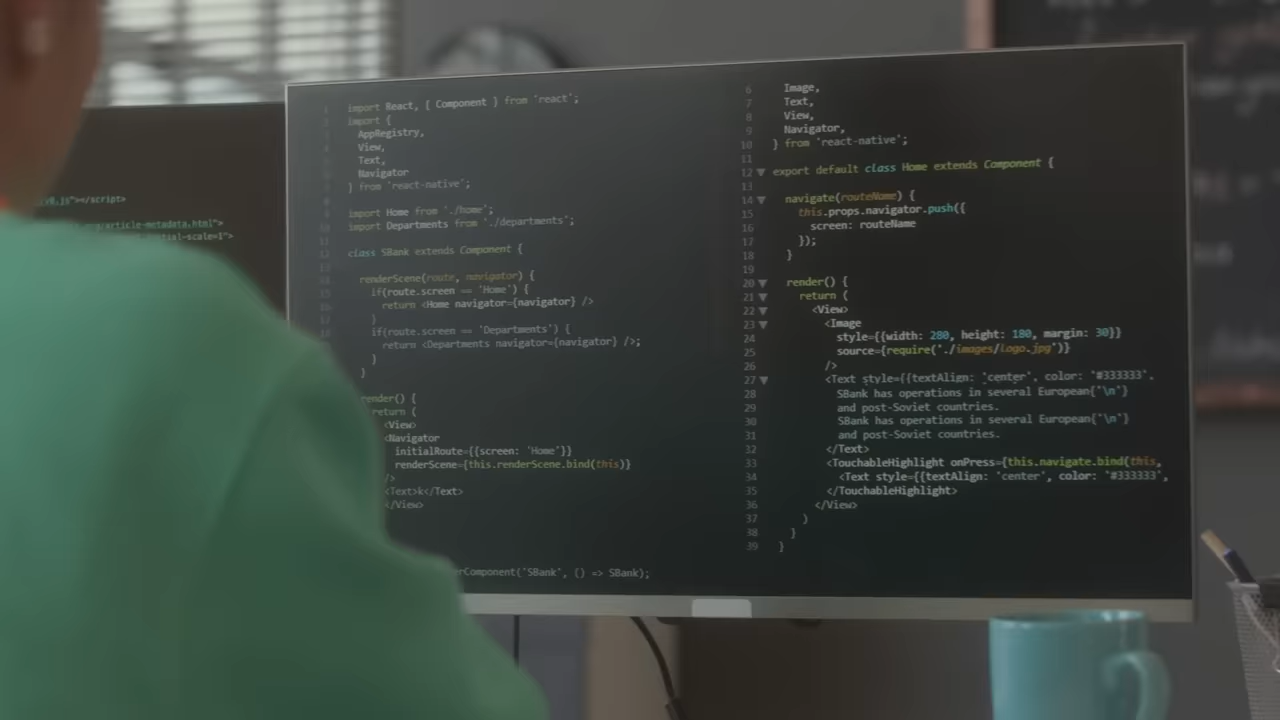 </script>
/article-metadata.html">
1 import React, { Component } from 'react';
2 import {
AppRegistry,
View,
Text,
Navigator
} from 'react-native';
import Home from './home';
import Departments from './departments';
class SBank extends Component {
renderScene(route, navigator) {
if(route.screen == 'Home') {
return <Home navigator={navigator} />
}
if(route.screen == 'Departments') {
return <Departments navigator={navigator} />;
}
}
render() {
return (
<View>
<Navigator
initialRoute={{screen: 'Home'}}
renderScene={this.renderScene.bind(this)}
/>
<Text>k</Text>
</View>
erComponent('SBank', () => SBank);
6 Image,
7 Text,
8 View,
9 Navigator,
10 } from 'react-native';
11
12 export default class Home extends Component {
13
14 navigate(routeName) {
15 this.props.navigator.push({
16 screen: routeName
17 });
18 }
19
20 render() {
21 return (
22 <View>
23 <Image
24 style={{width: 280, height: 180, margin: 30}}
25 source={require('./images/logo.jpg')}
26 />
27 <Text style={{textAlign: 'center', color: '#333333'.
28 SBank has operations in several European{'\n'}
29 and post-Soviet countries.
30 SBank has operations in several European{'\n'}
31 and post-Soviet countries.
32 </Text>
33 <TouchableHighlight onPress={this.navigate.bind(this,
34 <Text style={{textAlign: 'center', color: '#333333',
35 </TouchableHighlight>
36 </View>
37 )
38 }
39 }